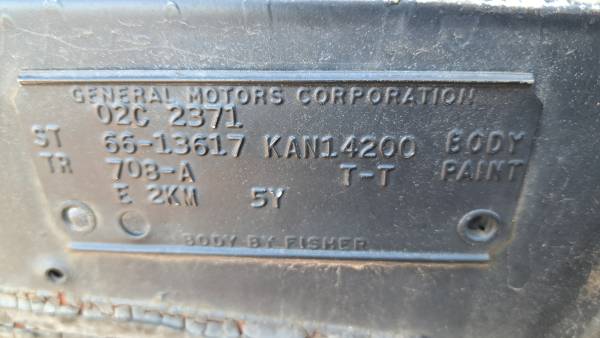 GENERAL MOTORS CORPORATION
02C 2371
ST 66-13617 KAN14200 BODY
TR 708-A T-T PAINT
E 2KM 5Y
BODY BY FISHER